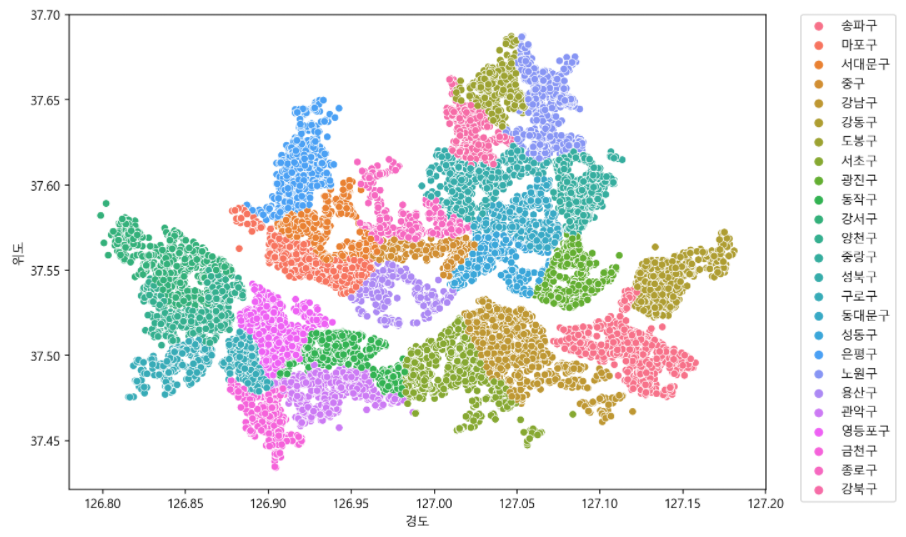 37.70
37.65
37.60
37.55
37.50
37.45
위도
126.80 126.85 126.90 126.95 127.00 127.05 127.10 127.15 127.20
경도
송파구
마포구
서대문구
중구
강남구
강동구
도봉구
서초구
광진구
동작구
강서구
양천구
중랑구
성북구
구로구
동대문구
성동구
은평구
노원구
용산구
관악구
영등포구
금천구
종로구
강북구